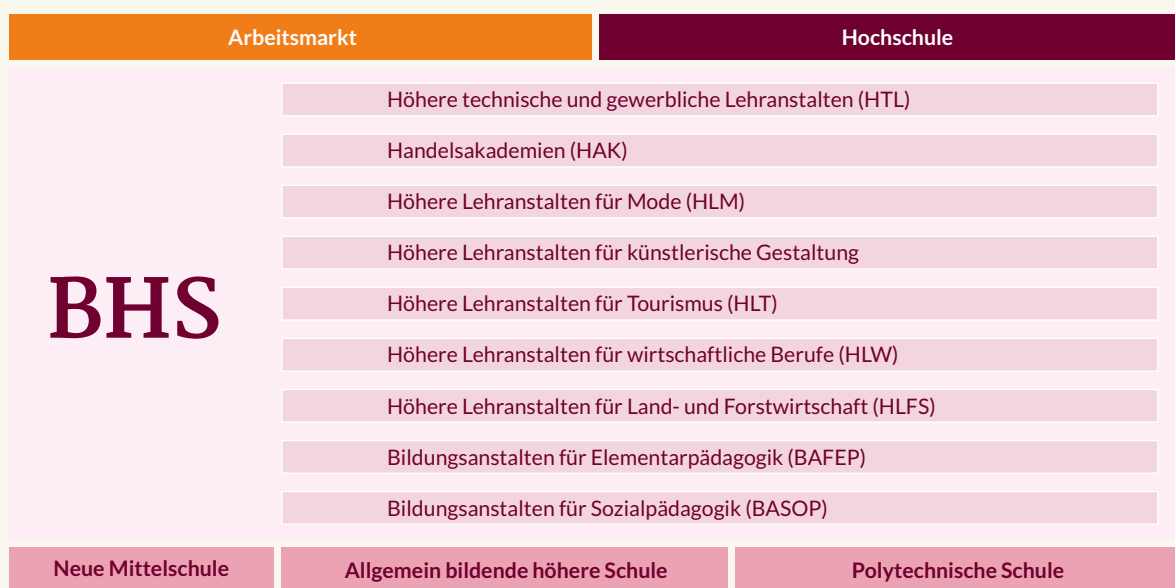 Arbeitsmarkt
Hochschule
Höhere technische und gewerbliche Lehranstalten (HTL)
Handelsakademien (HAK)
Höhere Lehranstalten für Mode (HLM)
Höhere Lehranstalten für künstlerische Gestaltung
BHS
Höhere Lehranstalten für Tourismus (HLT)
Höhere Lehranstalten für wirtschaftliche Berufe (HLW)
Höhere Lehranstalten für Land- und Forstwirtschaft (HLFS)
Bildungsanstalten für Elementarpädagogik (BAFEP)
Bildungsanstalten für Sozialpädagogik (BASOP)
Neue Mittelschule
Allgemein bildende höhere Schule
Polytechnische Schule